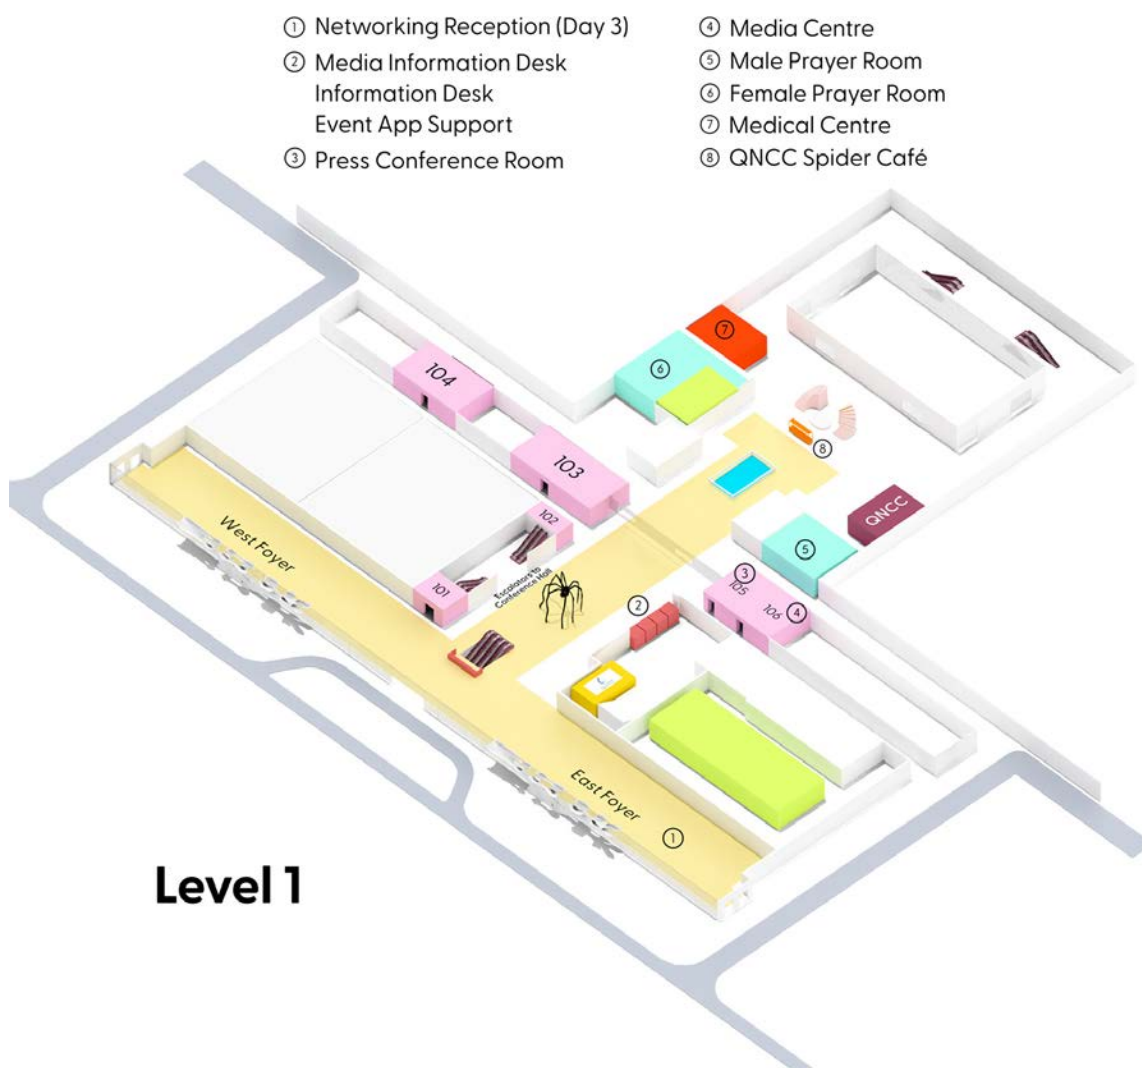 ① Networking Reception (Day 3)
② Media Information Desk
Information Desk
Event App Support
③ Press Conference Room
④ Media Centre
⑤ Male Prayer Room
⑥ Female Prayer Room
⑦ Medical Centre
⑧ QNCC Spider Café
⑦
⑥
104
⑧
103
QNCC
102
⑤
West Foyer
Escalators to
Conference Hall
101
③
105
②
106
④
East Foyer
①
Level 1